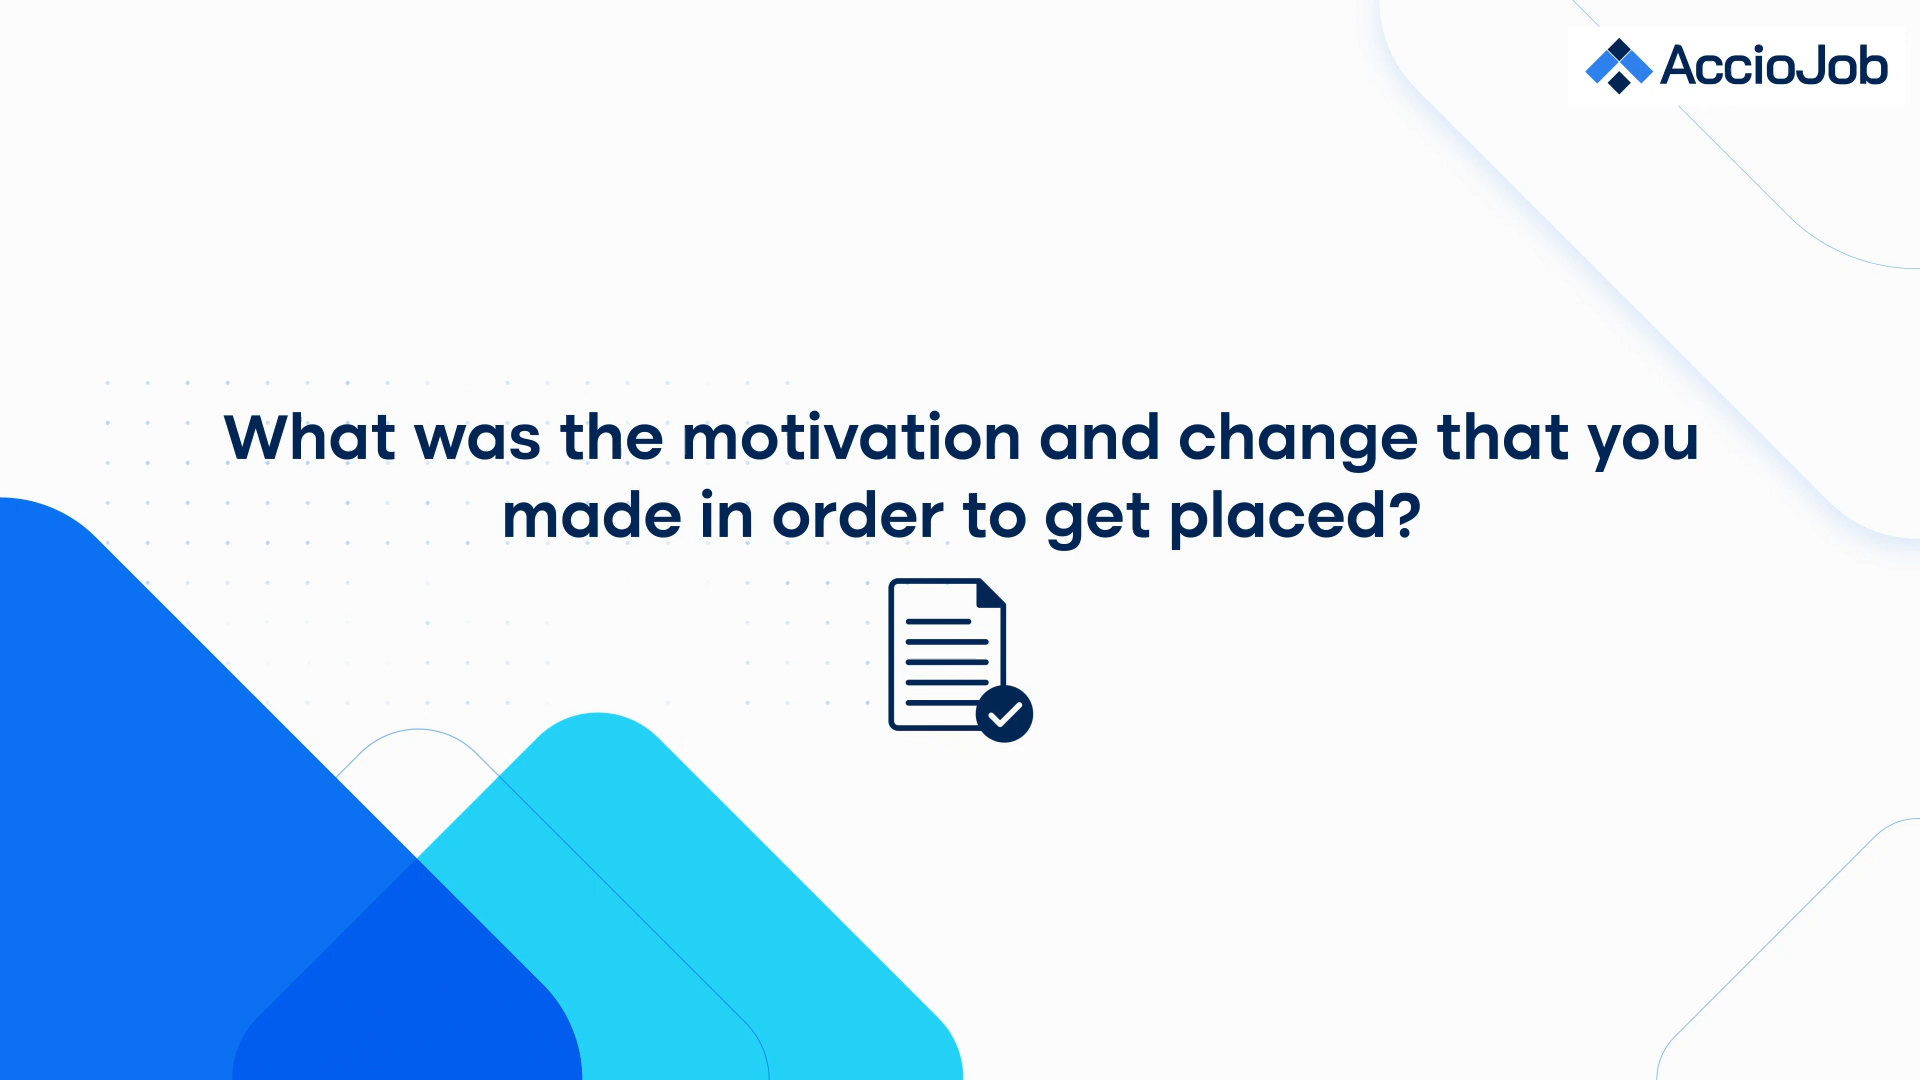 AccioJob
What was the motivation and change that you
made in order to get placed?